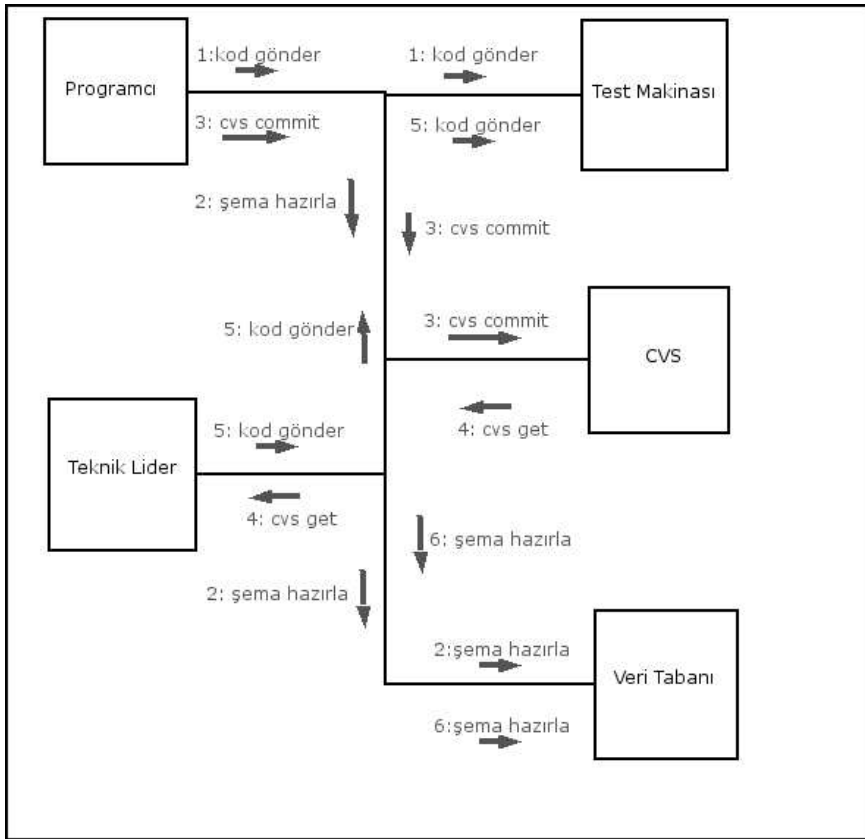 1:kod gönder
1: kod gönder
Programcı
Test Makinası
3: cvs commit
5: kod gönder
2: şema hazırla
3: cvs commit
3: cvs commit
5: kod gönder
CVS
5: kod gönder
4: cvs get
Teknik Lider
4: cvs get
6: şema hazırla
2: şema hazırla
2:şema hazırla
Veri Tabanı
6:şema hazırla